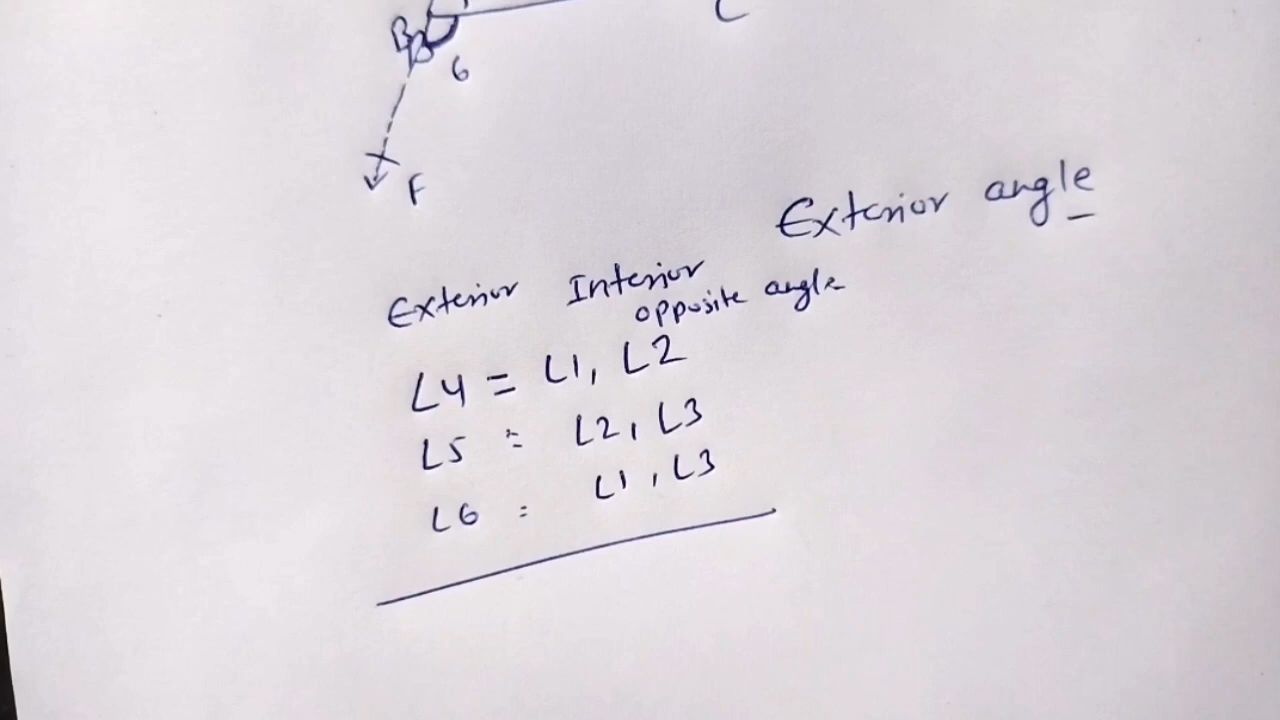 B
C
6
F
Exterior angle
Exterior Interior
opposite angle
∠4 = ∠1, ∠2
∠5 = ∠2, ∠3
∠6 = ∠1, ∠3